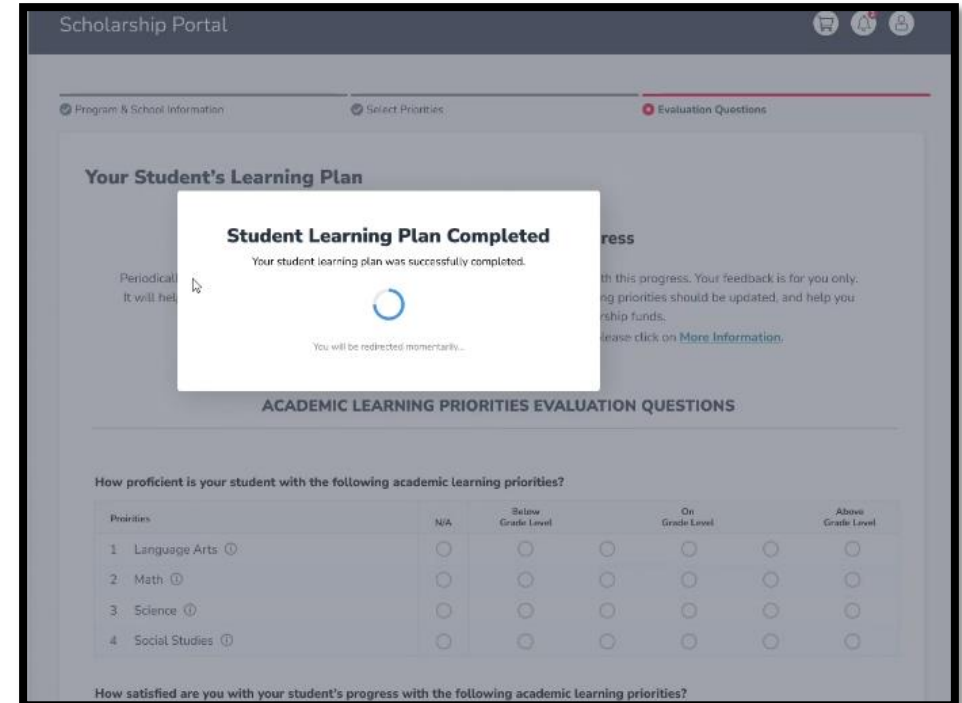 Scholarship Portal
Program & School Information
Select Priorities
Evaluation Questions
Your Student's Learning Plan
Student Learning Plan Completed
Your student learning plan was successfully completed.
You will be redirected momentarily...
ress
Periodicall
th this progress. Your feedback is for you only.
It will hel
ng priorities should be updated, and help you
rship funds.
lease click on More Information.
ACADEMIC LEARNING PRIORITIES EVALUATION QUESTIONS
How proficient is your student with the following academic learning priorities?
Proirities N/A Below Grade Level On Grade Level Above Grade Level
1 Language Arts
2 Math
3 Science
4 Social Studies
How satisfied are you with your student's progress with the following academic learning priorities?